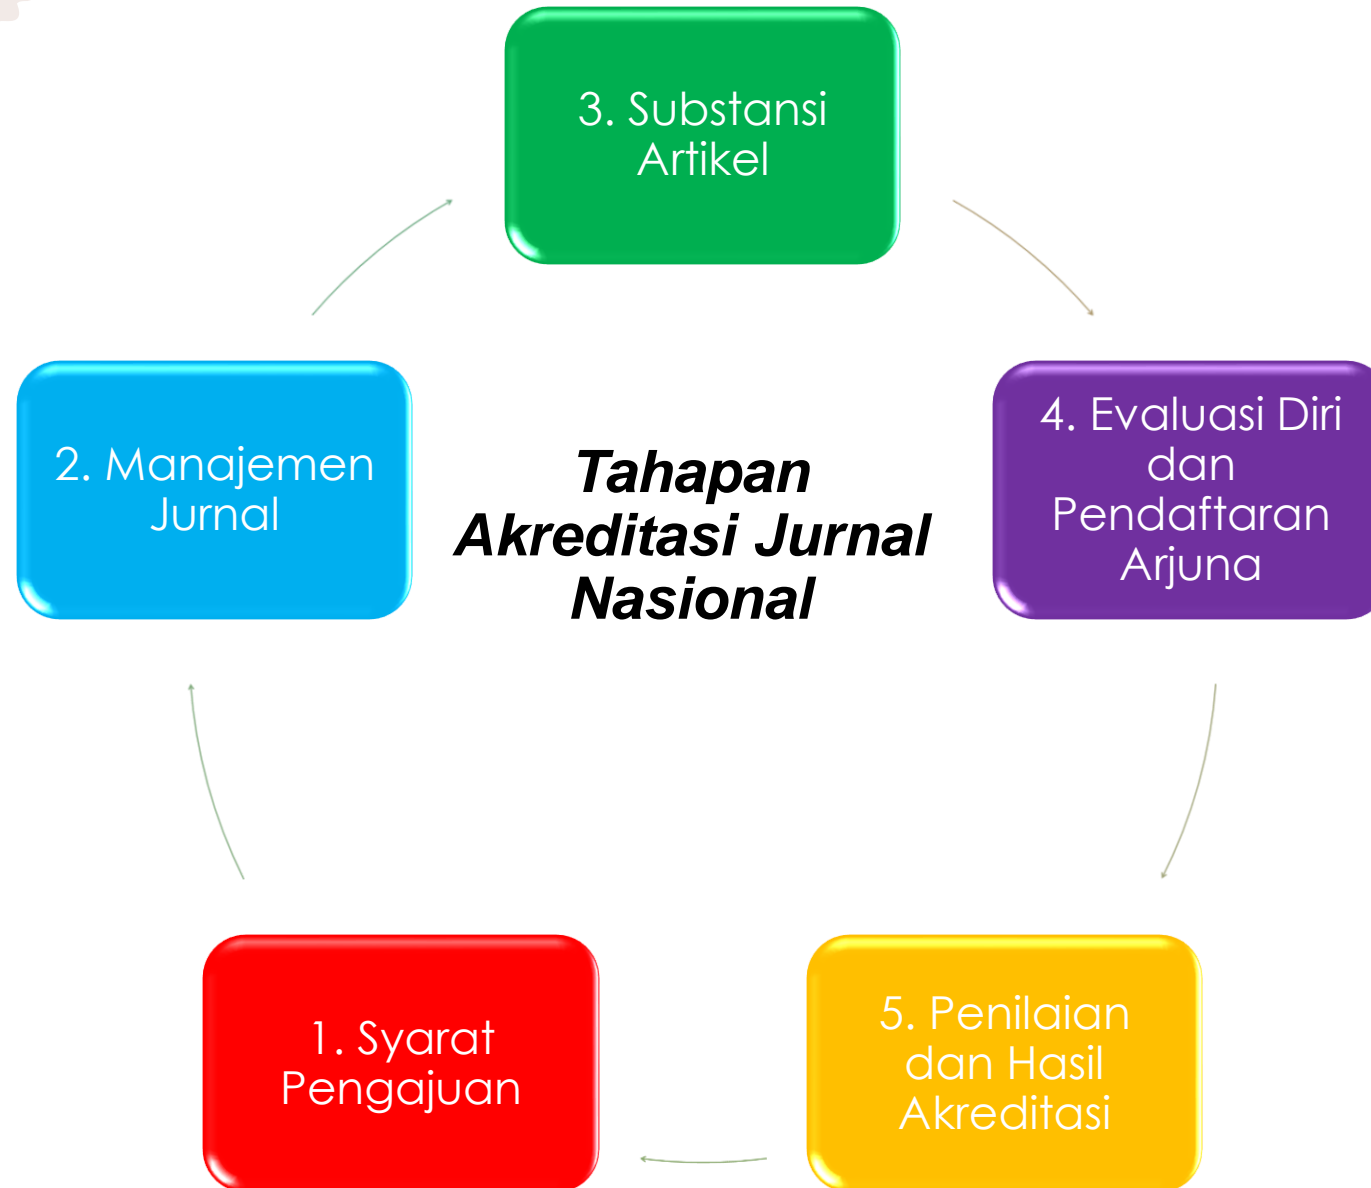 3. Substansi
Artikel
2. Manajemen
Jurnal
Tahapan
Akreditasi Jurnal
Nasional
4. Evaluasi Diri
dan
Pendaftaran
Arjuna
1. Syarat
Pengajuan
5. Penilaian
dan Hasil
Akreditasi